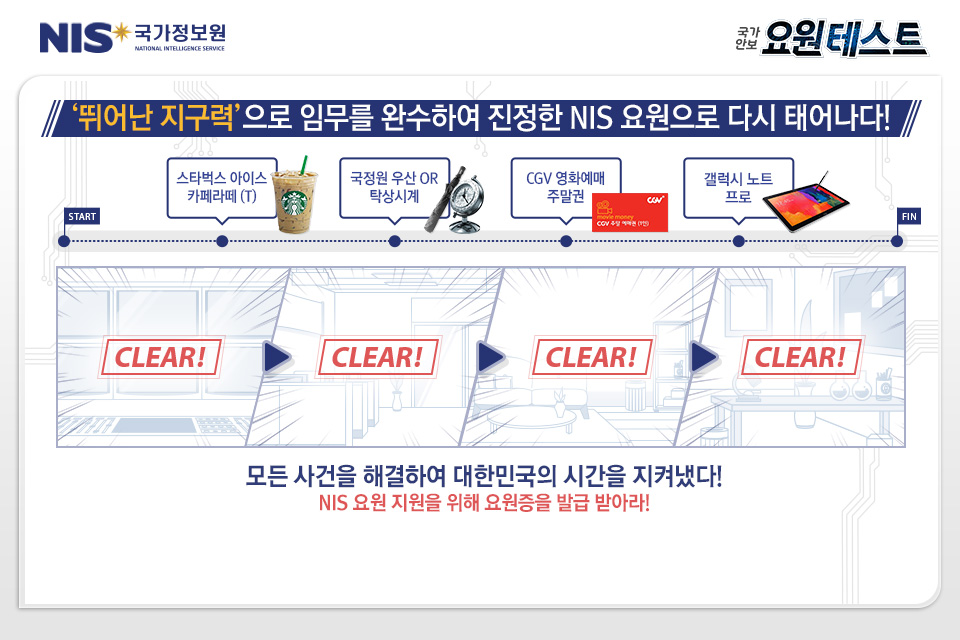 NIS 국가정보원
NATIONAL INTELLIGENCE SERVICE
국가
안보
요원테스트
‘뛰어난 지구력’으로 임무를 완수하여 진정한 NIS 요원으로 다시 태어나다!
START
스타벅스 아이스
카페라떼 (T)
국정원 우산 OR
탁상시계
CGV 영화예매
주말권
CGV
movie money
CGV 주말 예매권 (1인)
갤럭시 노트
프로
FIN
CLEAR!
CLEAR!
CLEAR!
CLEAR!
모든 사건을 해결하여 대한민국의 시간을 지켜냈다!
NIS 요원 지원을 위해 요원증을 발급 받아라!